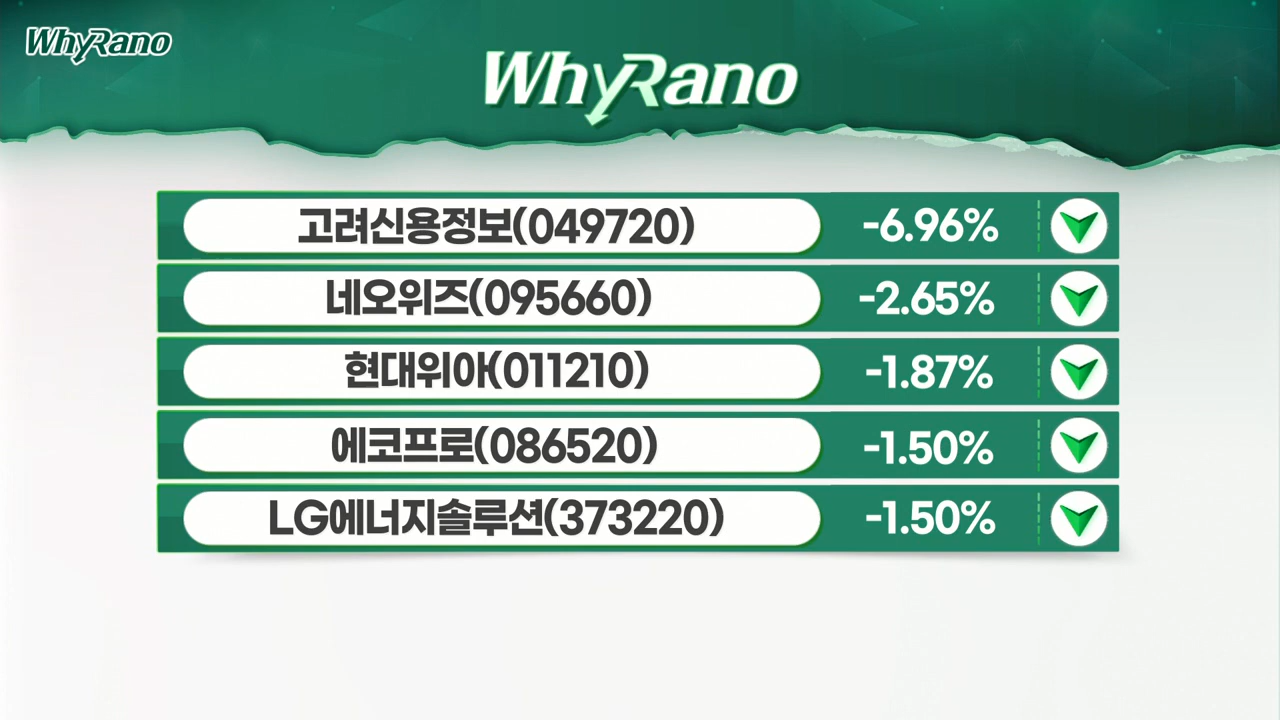 WhyRano
WhyRano
고려신용정보(049720) -6.96%
네오위즈(095660) -2.65%
현대위아(011210) -1.87%
에코프로(086520) -1.50%
LG에너지솔루션(373220) -1.50%